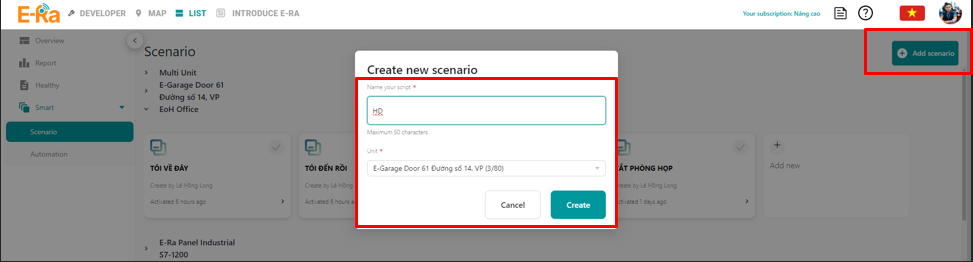 E-Ra
DEVELOPER
MAP
LIST
INTRODUCE E-RA
Your subscription: Nâng cao
Overview
Report
Healthy
Smart
Scenario
Automation
Scenario
Add scenario
Multi Unit
E-Garage Door 61
Đường số 14, VP
EoH Office
TÔI VỀ ĐÂY
Create by Lê Hồng Long
Activated 6 hours ago
TÔI ĐẾN RỒI
Create by Lê Hồng Long
Activated 6 hours ago
ẮT PHÒNG HỌP
Create by Lê Hồng Long
Activated 1 days ago
+
Add new
E-Ra Panel Industrial
S7-1200
Create new scenario
Name your script *
HD
Maximum 50 characters
Unit *
E-Garage Door 61 Đường số 14, VP (3/80)
Cancel
Create